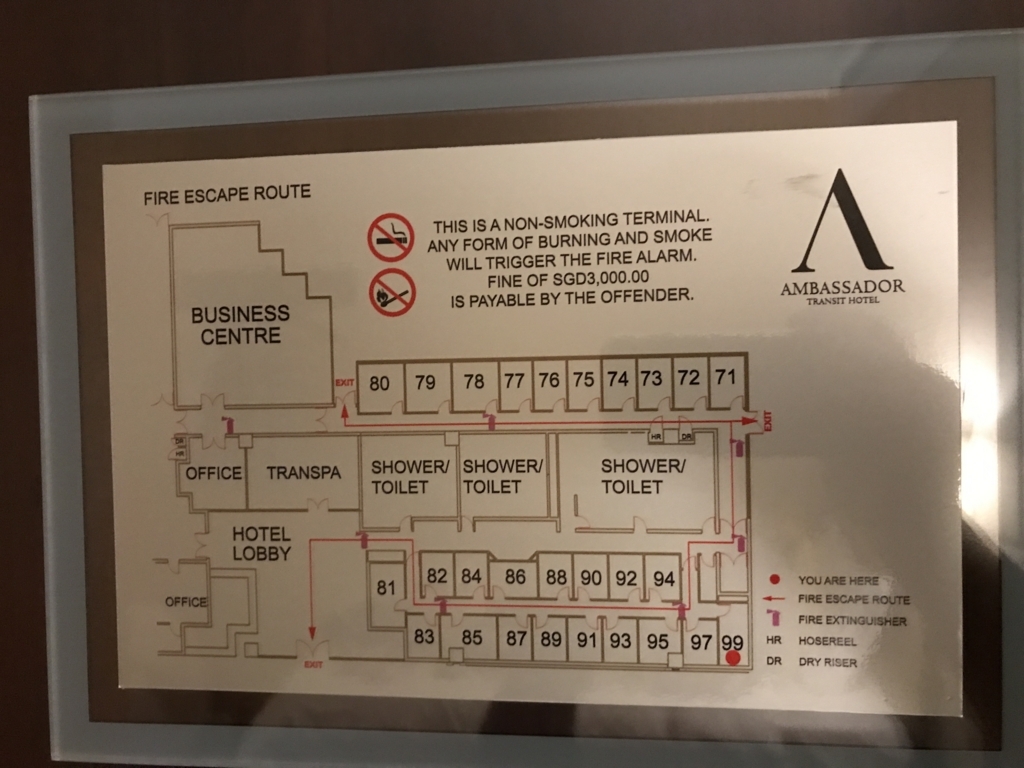 FIRE ESCAPE ROUTE
THIS IS A NON-SMOKING TERMINAL.
ANY FORM OF BURNING AND SMOKE
WILL TRIGGER THE FIRE ALARM.
FINE OF SGD3,000.00
IS PAYABLE BY THE OFFENDER.
AMBASSADOR
TRANSIT HOTEL
BUSINESS
CENTRE
EXIT
80 79 78 77 76 75 74 73 72 71
EXIT
DR
HR
HR DR
OFFICE
TRANSPA
SHOWER/
TOILET
SHOWER/
TOILET
SHOWER/
TOILET
HOTEL
LOBBY
OFFICE
81
82 84 86 88 90 92 94
83 85 87 89 91 93 95 97 99
EXIT
YOU ARE HERE
FIRE ESCAPE ROUTE
FIRE EXTINGUISHER
HR HOSEREEL
DR DRY RISER